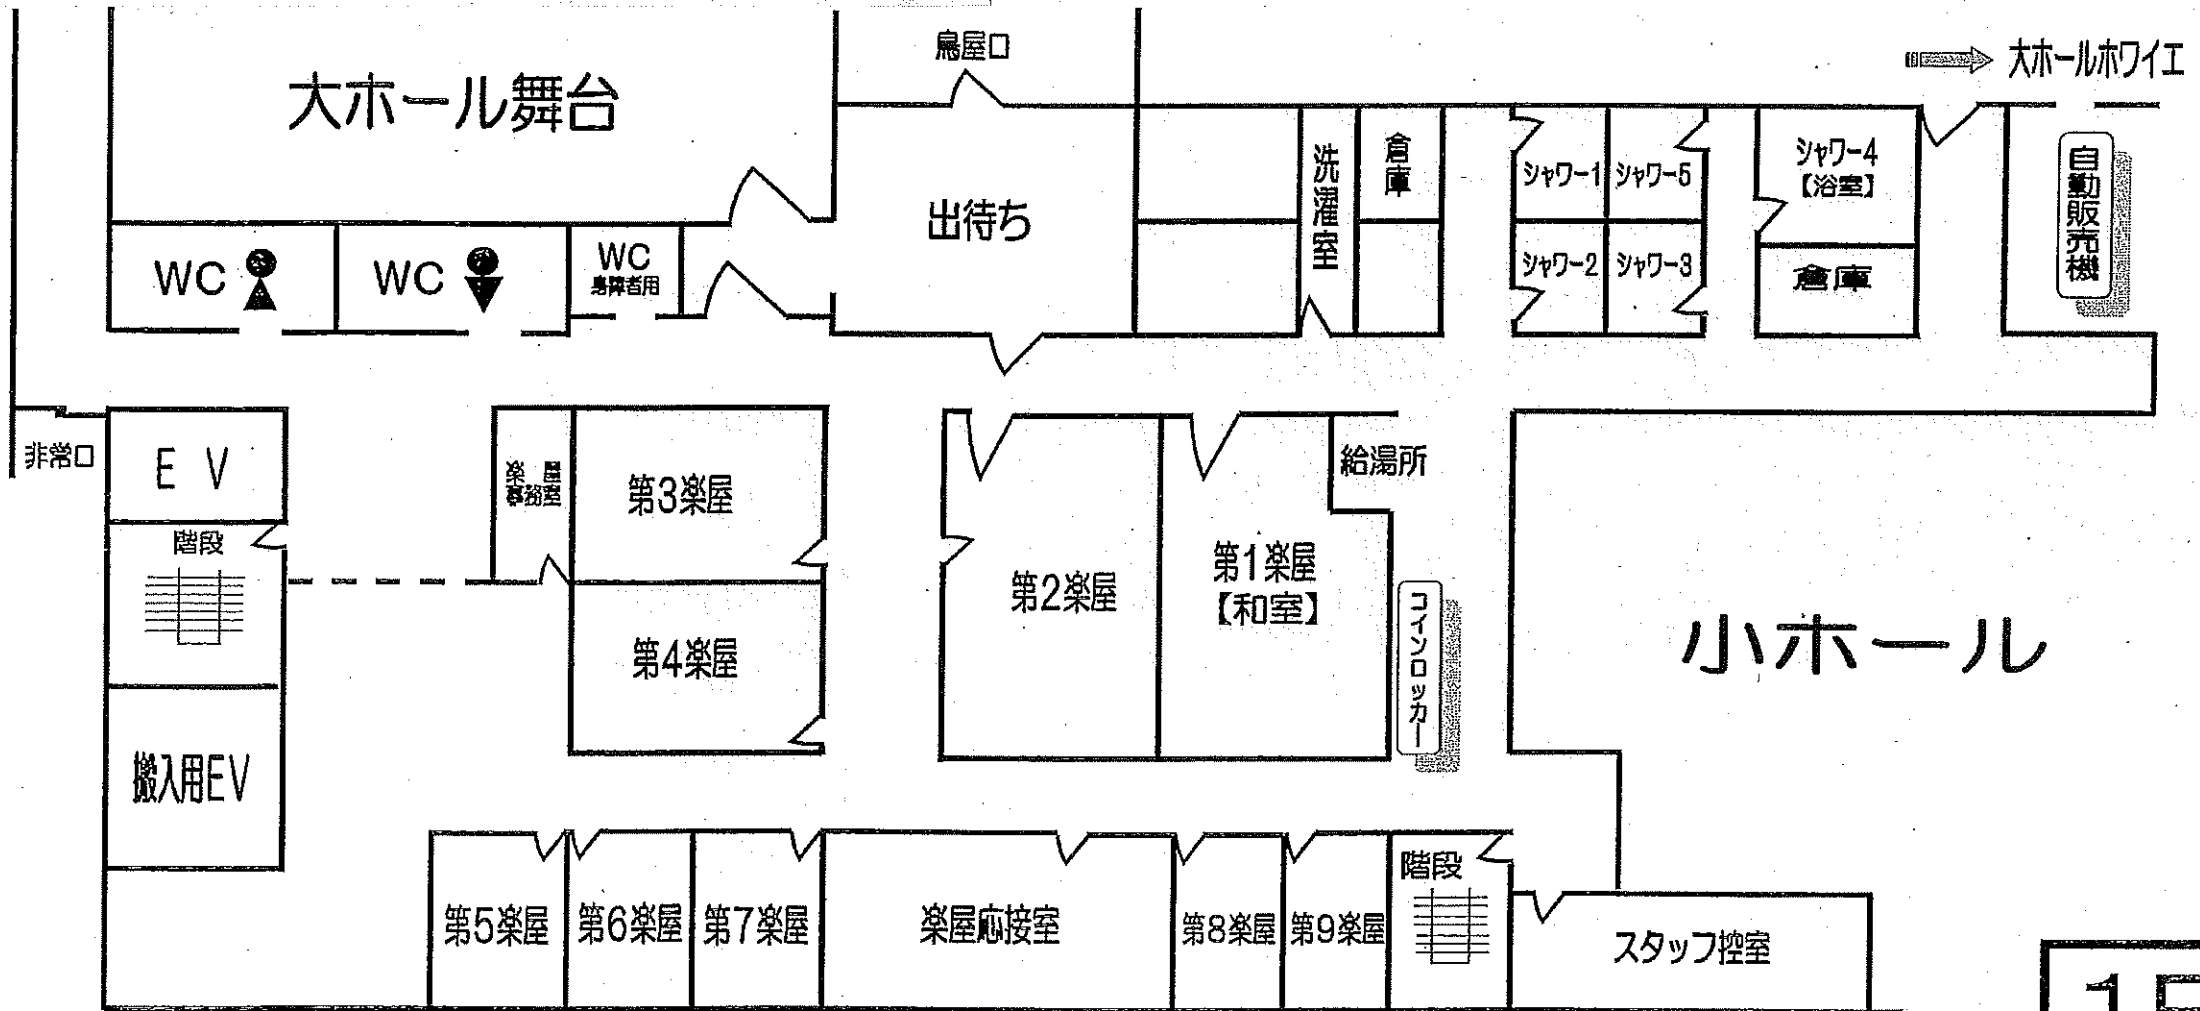 鳥屋口
大ホールホワイエ
大ホール舞台
洗濯室
倉庫
シャワー1
シャワー5
シャワー4
【浴室】
自動販売機
出待ち
WC
WC
WC
身障者用
シャワー2
シャワー3
倉庫
非常口
EV
楽屋
事務室
第3楽屋
給湯所
階段
第2楽屋
第1楽屋
【和室】
コインロッカー
小ホール
第4楽屋
搬入用EV
階段
第5楽屋
第6楽屋
第7楽屋
楽屋応接室
第8楽屋
第9楽屋
スタッフ控室